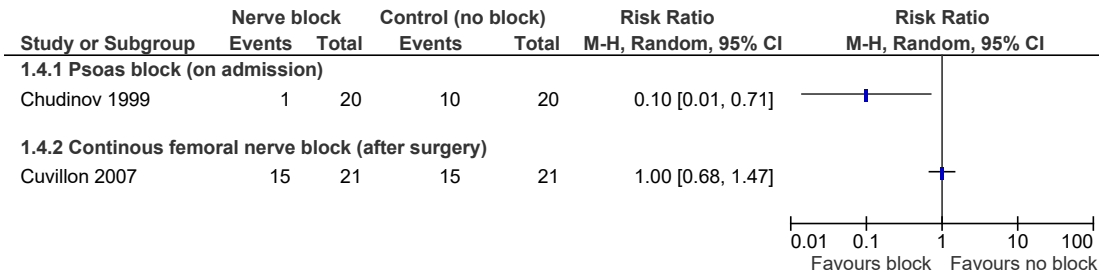 Nerve block Control (no block) Risk Ratio Risk Ratio
Study or Subgroup Events Total Events Total M-H, Random, 95% CI M-H, Random, 95% CI
1.4.1 Psoas block (on admission)
Chudinov 1999 1 20 10 20 0.10 [0.01, 0.71]
1.4.2 Continous femoral nerve block (after surgery)
Cuvillon 2007 15 21 15 21 1.00 [0.68, 1.47]
0.01 0.1 1 10 100
Favours block Favours no block